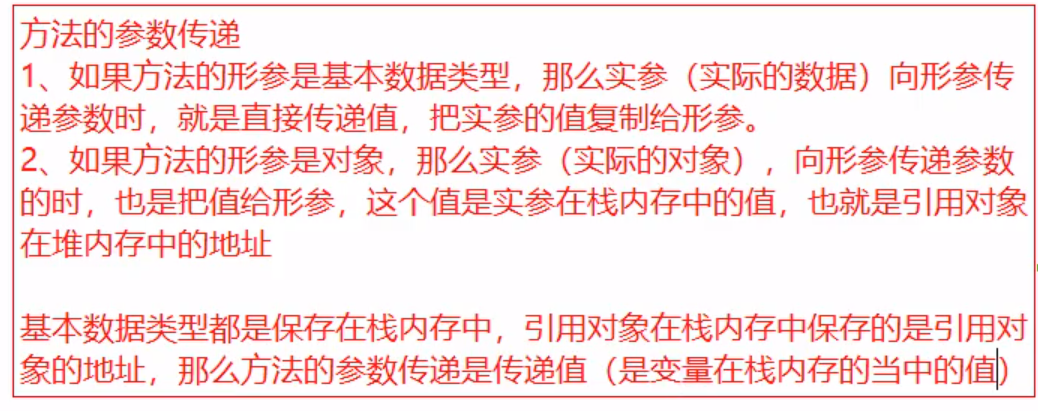 方法的参数传递
1、如果方法的形参是基本数据类型，那么实参（实际的数据）向形参传
递参数时，就是直接传递值，把实参的值复制给形参。
2、如果方法的形参是对象，那么实参（实际的对象），向形参传递参数
的时，也是把值给形参，这个值是实参在栈内存中的值，也就是引用对象
在堆内存中的地址
基本数据类型都是保存在栈内存中，引用对象在栈内存中保存的是引用对
象的地址，那么方法的参数传递是传递值（是变量在栈内存的当中的值）